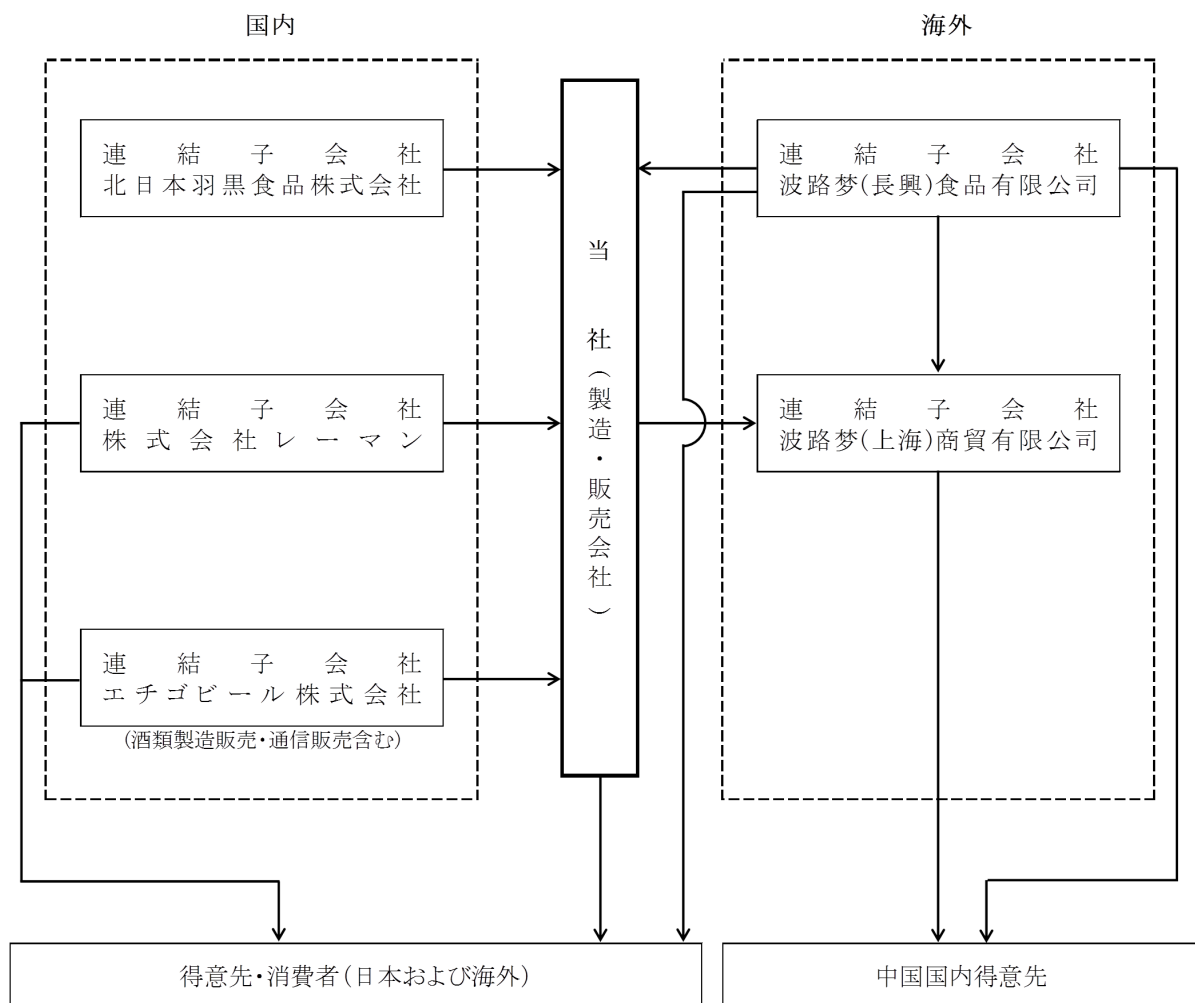 国内
海外
連結子会社
北日本羽黒食品株式会社
連結子会社
株式会社レーマン
連結子会社
エチゴビール株式会社
(酒類製造販売・通信販売含む)
当社(製造・販売会社)
連結子会社
波路梦(長興)食品有限公司
連結子会社
波路梦(上海)商貿有限公司
得意先・消費者(日本および海外)
中国国内得意先